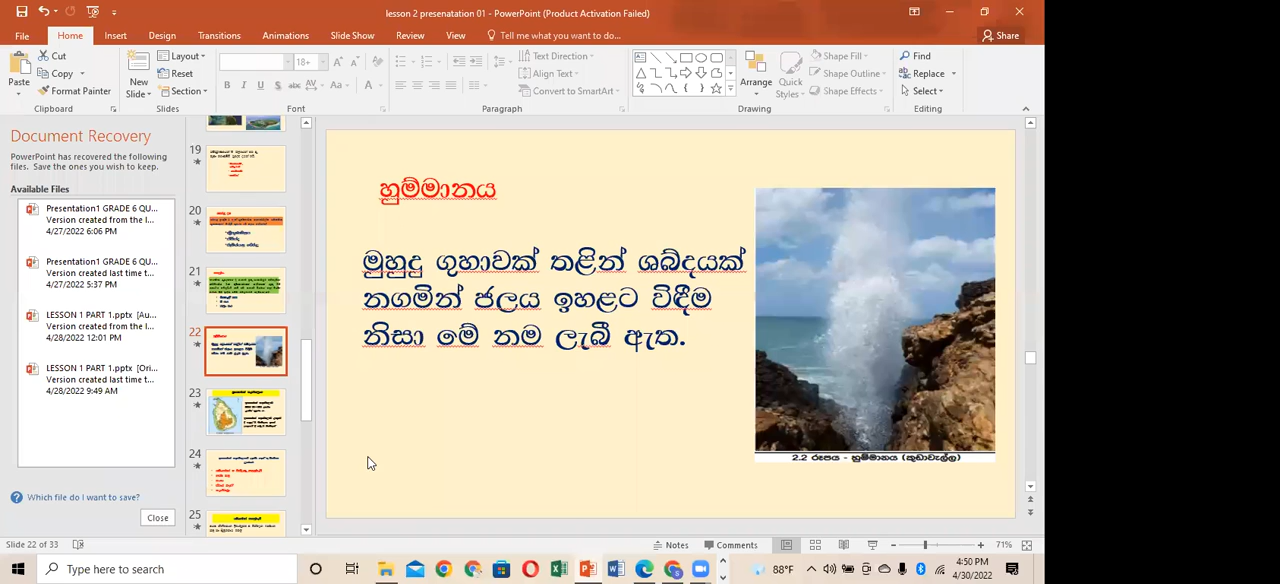 lesson 2 presenatation 01 - PowerPoint (Product Activation Failed)
File Home Insert Design Transitions Animations Slide Show Review View Tell me what you want to do... Share
Cut
Copy
Format Painter
Paste
Clipboard
New Slide
Layout
Reset
Section
Slides
18+
B I U S abc AV Aa A
Font
Text Direction
Align Text
Convert to SmartArt
Paragraph
Arrange
Quick Styles
Shape Fill
Shape Outline
Shape Effects
Drawing
Find
Replace
Select
Editing
Document Recovery
PowerPoint has recovered the following files. Save the ones you wish to keep.
Available Files
Presentation1 GRADE 6 QU...
Version created from the l...
4/27/2022 6:06 PM
Presentation1 GRADE 6 QU...
Version created last time t...
4/27/2022 5:37 PM
LESSON 1 PART 1.pptx [Au...
Version created from the l...
4/28/2022 12:01 PM
LESSON 1 PART 1.pptx [Ori...
Version created last time t...
4/28/2022 9:49 AM
Which file do I want to save?
Close
19
20
21
22
23
24
25
හුම්මානය
මුහුදු ගුහාවක් තළින් ශබ්දයක්
නගමින් ජලය ඉහළට විඳීම
නිසා මේ නම ලැබී ඇත.
2.2 රූපය - හුම්මානය (කුඩාවැල්ල)
Slide 22 of 33
Notes Comments 71%
Type here to search
88°F
4:50 PM
4/30/2022